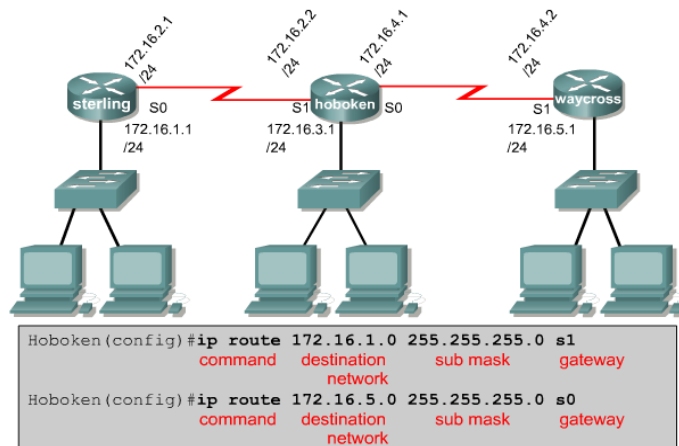 172.16.2.1
/24
172.16.2.2
/24
172.16.4.1
/24
172.16.4.2
/24
sterling
S0
S1
hoboken
S0
S1
waycross
172.16.1.1
/24
172.16.3.1
/24
172.16.5.1
/24
Hoboken(config)#ip route 172.16.1.0 255.255.255.0 s1
command destination sub mask gateway
network
Hoboken(config)#ip route 172.16.5.0 255.255.255.0 s0
command destination sub mask gateway
network